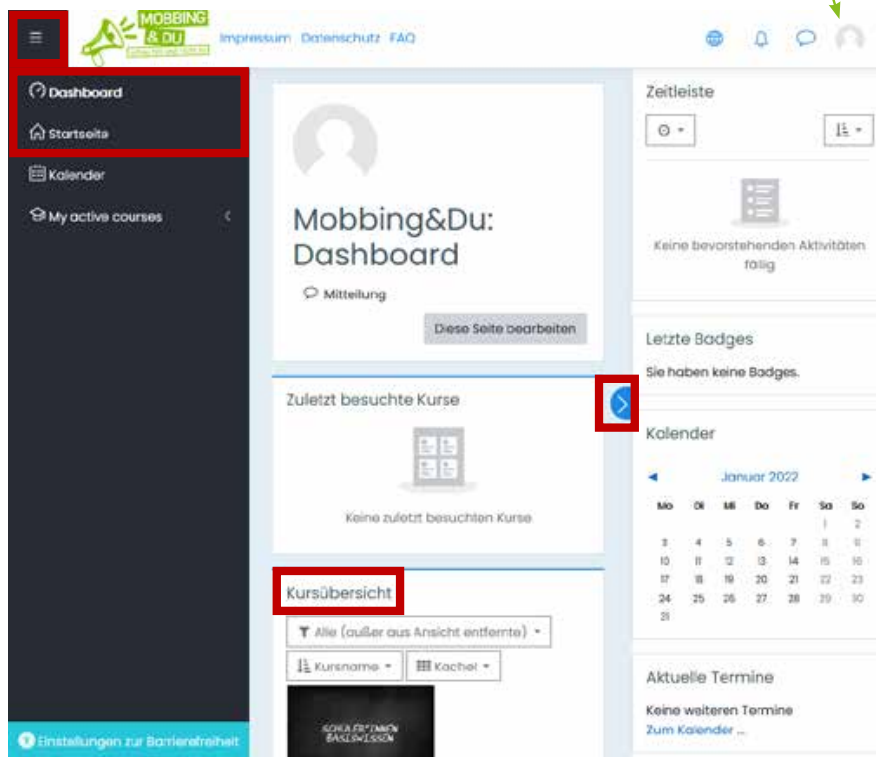 MOBBING
& DU
Impressum Datenschutz FAQ
Dashboard
Startseite
Kalender
My active courses
Einstellungen zur Barrierefreiheit
Mobbing&Du:
Dashboard
Mitteilung
Diese Seite bearbeiten
Zuletzt besuchte Kurse
Keine zuletzt besuchten Kurse
Kursübersicht
Alle (außer aus Ansicht entfernte)
Kursname
Kachel
SCHÜLER*INNEN
BASISWISSEN
Zeitleiste
Keine bevorstehenden Aktivitäten
fällig
Letzte Badges
Sie haben keine Badges.
Kalender
Januar 2022
Mo Di Mi Do Fr Sa So
1 2
3 4 5 6 7 8 9
10 11 12 13 14 15 16
17 18 19 20 21 22 23
24 25 26 27 28 29 30
31
Aktuelle Termine
Keine weiteren Termine
Zum Kalender ...